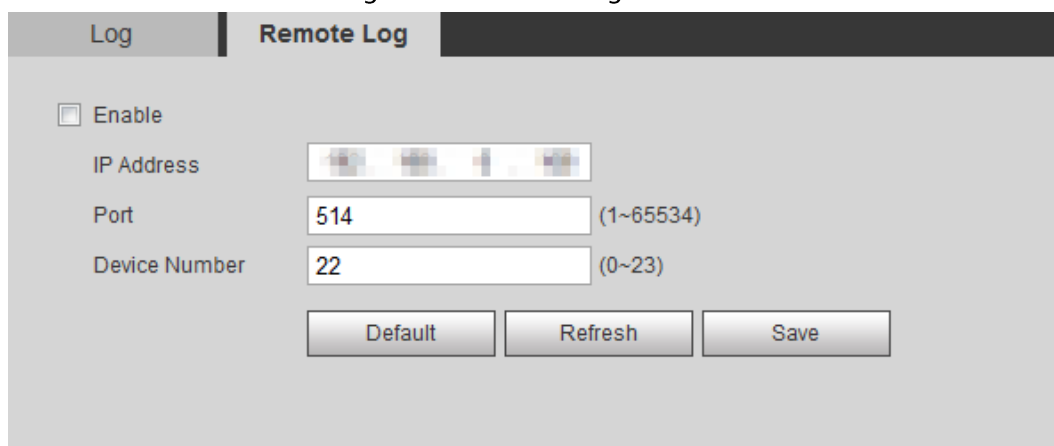 Log Remote Log
Enable
IP Address
Port 514 (1~65534)
Device Number 22 (0~23)
Default Refresh Save